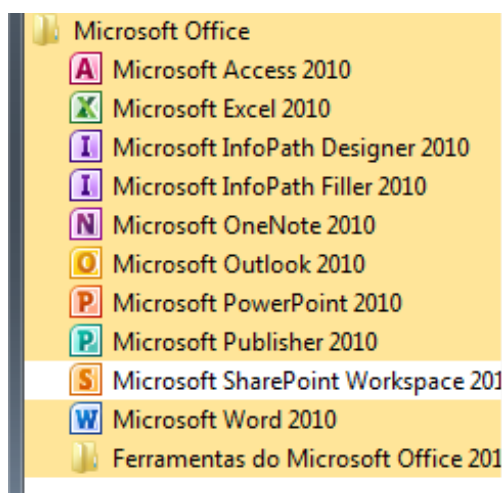 Microsoft Office
Microsoft Access 2010
Microsoft Excel 2010
Microsoft InfoPath Designer 2010
Microsoft InfoPath Filler 2010
Microsoft OneNote 2010
Microsoft Outlook 2010
Microsoft PowerPoint 2010
Microsoft Publisher 2010
Microsoft SharePoint Workspace 201
Microsoft Word 2010
Ferramentas do Microsoft Office 201